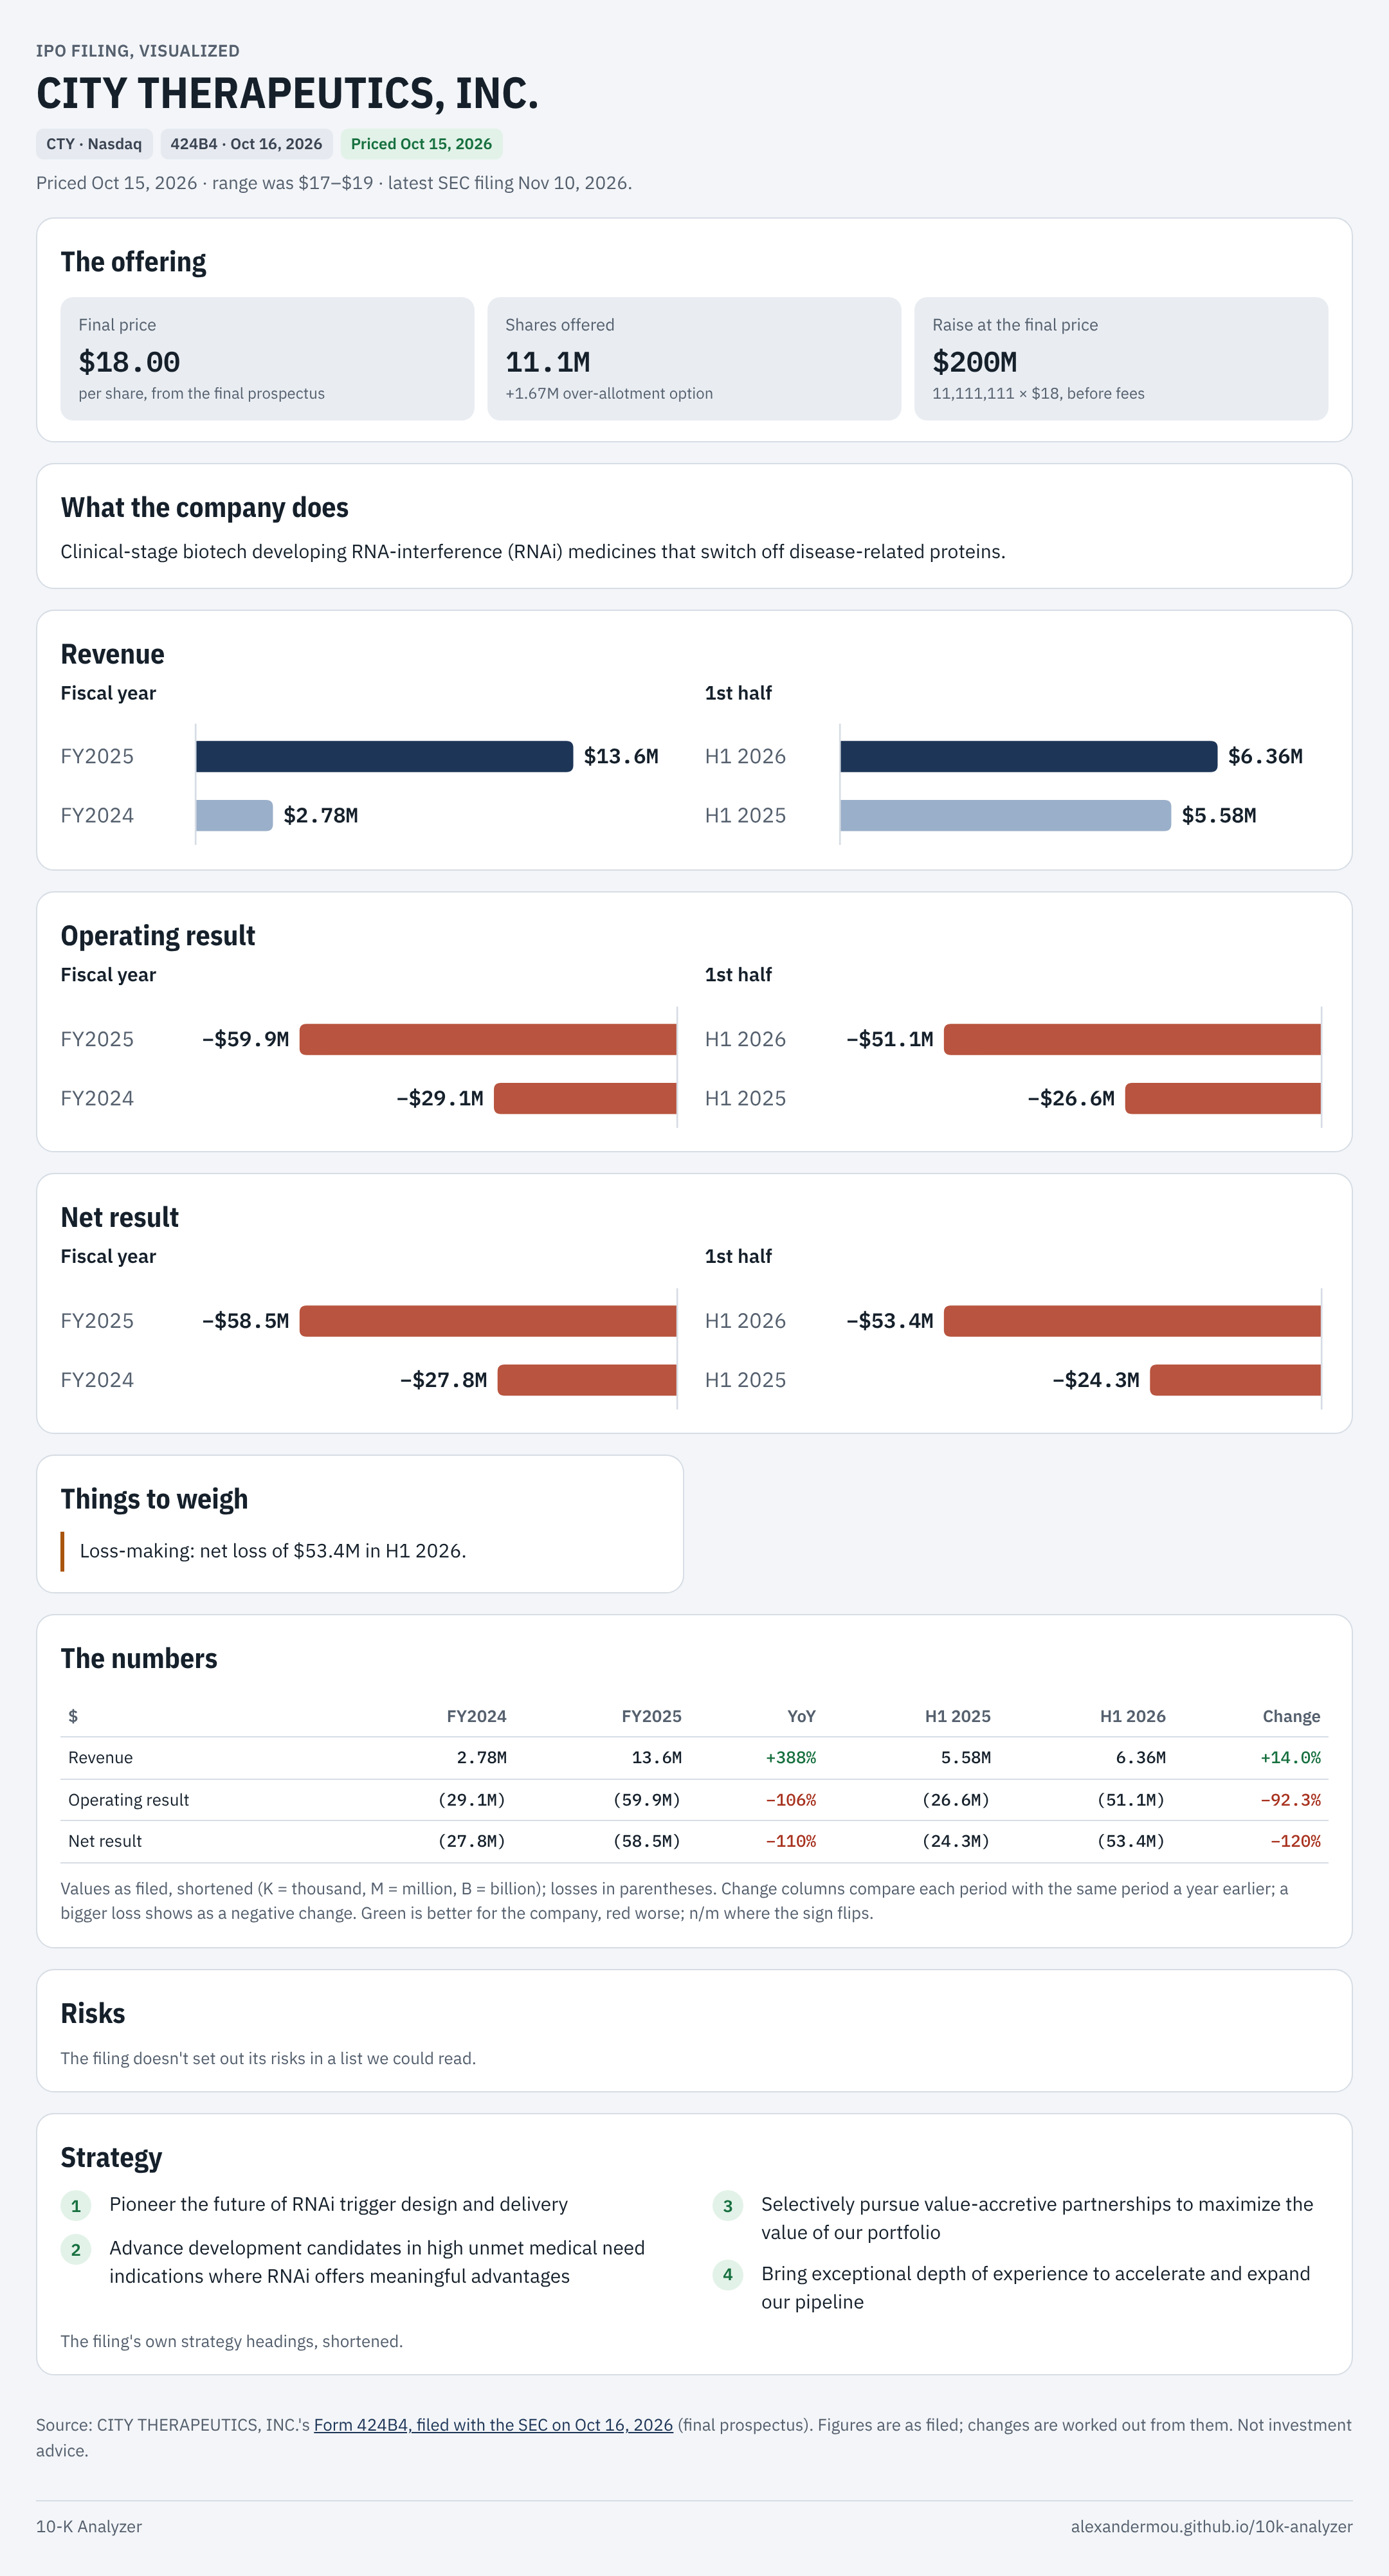 IPO FILING, VISUALIZED
CITY THERAPEUTICS, INC.
CTY · Nasdaq
424B4 · Oct 16, 2026
Priced Oct 15, 2026
Priced Oct 15, 2026 · range was $17–$19 · latest SEC filing Nov 10, 2026.
The offering
Final price
$18.00
per share, from the final prospectus
Shares offered
11.1M
+1.67M over-allotment option
Raise at the final price
$200M
11,111,111 × $18, before fees
What the company does
Clinical-stage biotech developing RNA-interference (RNAi) medicines that switch off disease-related proteins.
Revenue
Fiscal year
FY2025 $13.6M
FY2024 $2.78M
1st half
H1 2026 $6.36M
H1 2025 $5.58M
Operating result
Fiscal year
FY2025 −$59.9M
FY2024 −$29.1M
1st half
H1 2026 −$51.1M
H1 2025 −$26.6M
Net result
Fiscal year
FY2025 −$58.5M
FY2024 −$27.8M
1st half
H1 2026 −$53.4M
H1 2025 −$24.3M
Things to weigh
Loss-making: net loss of $53.4M in H1 2026.
The numbers
$ FY2024 FY2025 YoY H1 2025 H1 2026 Change
Revenue 2.78M 13.6M +388% 5.58M 6.36M +14.0%
Operating result (29.1M) (59.9M) −106% (26.6M) (51.1M) −92.3%
Net result (27.8M) (58.5M) −110% (24.3M) (53.4M) −120%
Values as filed, shortened (K = thousand, M = million, B = billion); losses in parentheses. Change columns compare each period with the same period a year earlier; a
bigger loss shows as a negative change. Green is better for the company, red worse; n/m where the sign flips.
Risks
The filing doesn't set out its risks in a list we could read.
Strategy
1 Pioneer the future of RNAi trigger design and delivery
2 Advance development candidates in high unmet medical need
indications where RNAi offers meaningful advantages
3 Selectively pursue value-accretive partnerships to maximize the
value of our portfolio
4 Bring exceptional depth of experience to accelerate and expand
our pipeline
The filing's own strategy headings, shortened.
Source: CITY THERAPEUTICS, INC.'s Form 424B4, filed with the SEC on Oct 16, 2026 (final prospectus). Figures are as filed; changes are worked out from them. Not investment
advice.
10-K Analyzer
alexandermou.github.io/10k-analyzer